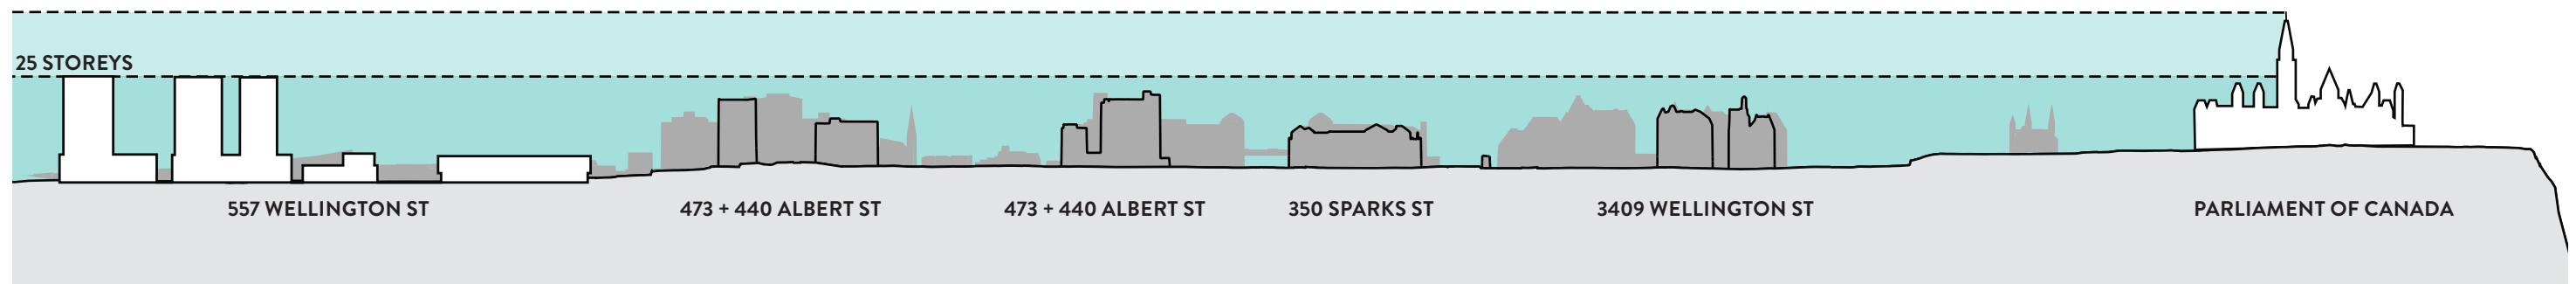 25 STOREYS
557 WELLINGTON ST
473 + 440 ALBERT ST
473 + 440 ALBERT ST
350 SPARKS ST
3409 WELLINGTON ST
PARLIAMENT OF CANADA